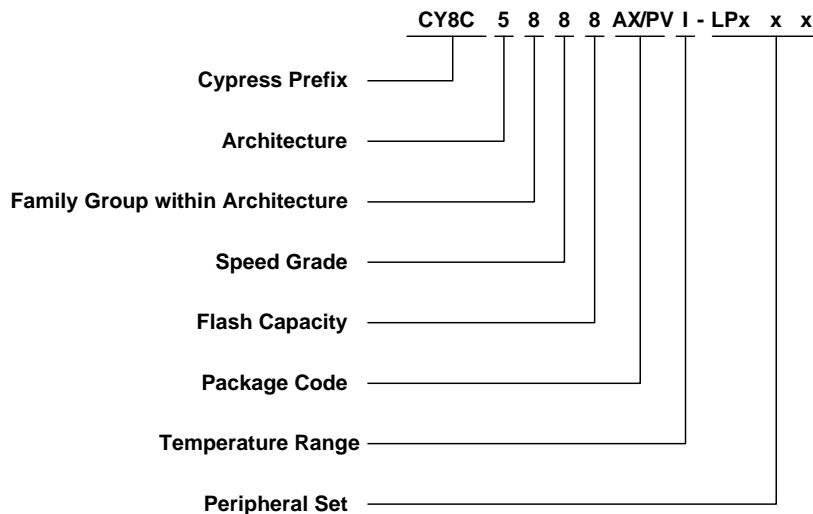 CY8C 5 8 8 8 AX/PV I - LPx x x
Cypress Prefix
Architecture
Family Group within Architecture
Speed Grade
Flash Capacity
Package Code
Temperature Range
Peripheral Set